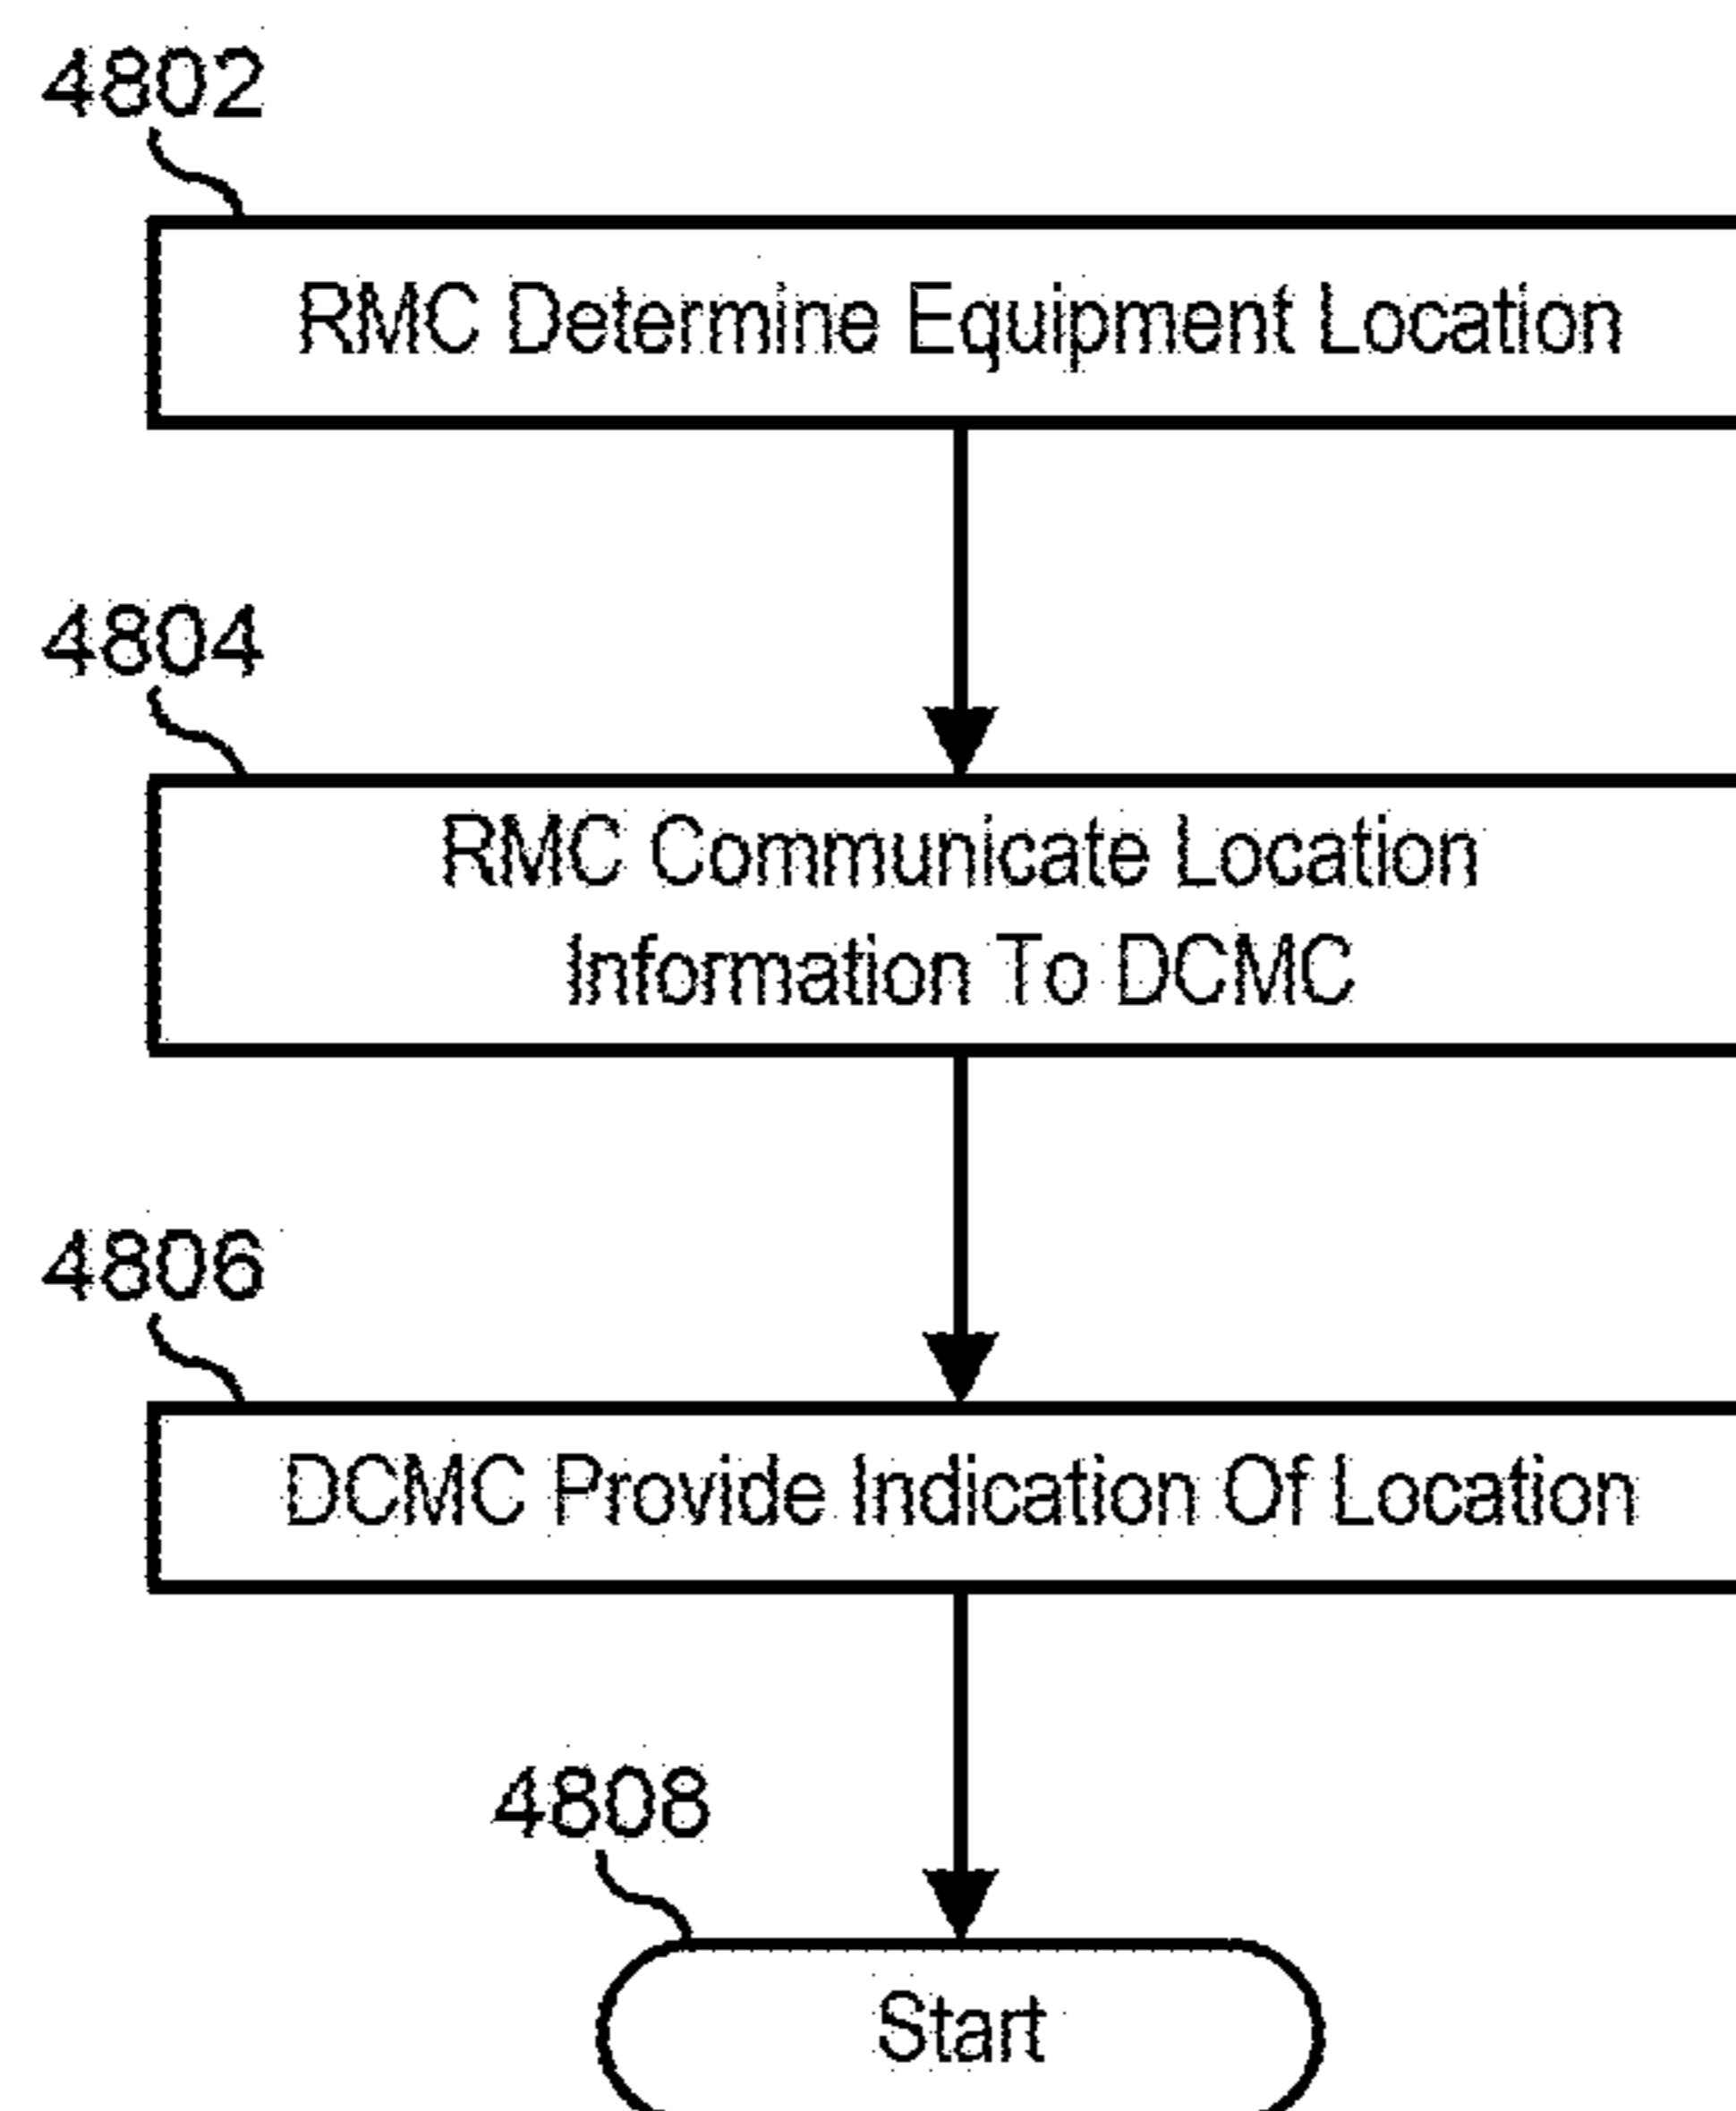 4802
RMC Determine Equipment Location
4804
RMC Communicate Location
Information To DCMC
4806
DCMC Provide Indication Of Location
4808
Start